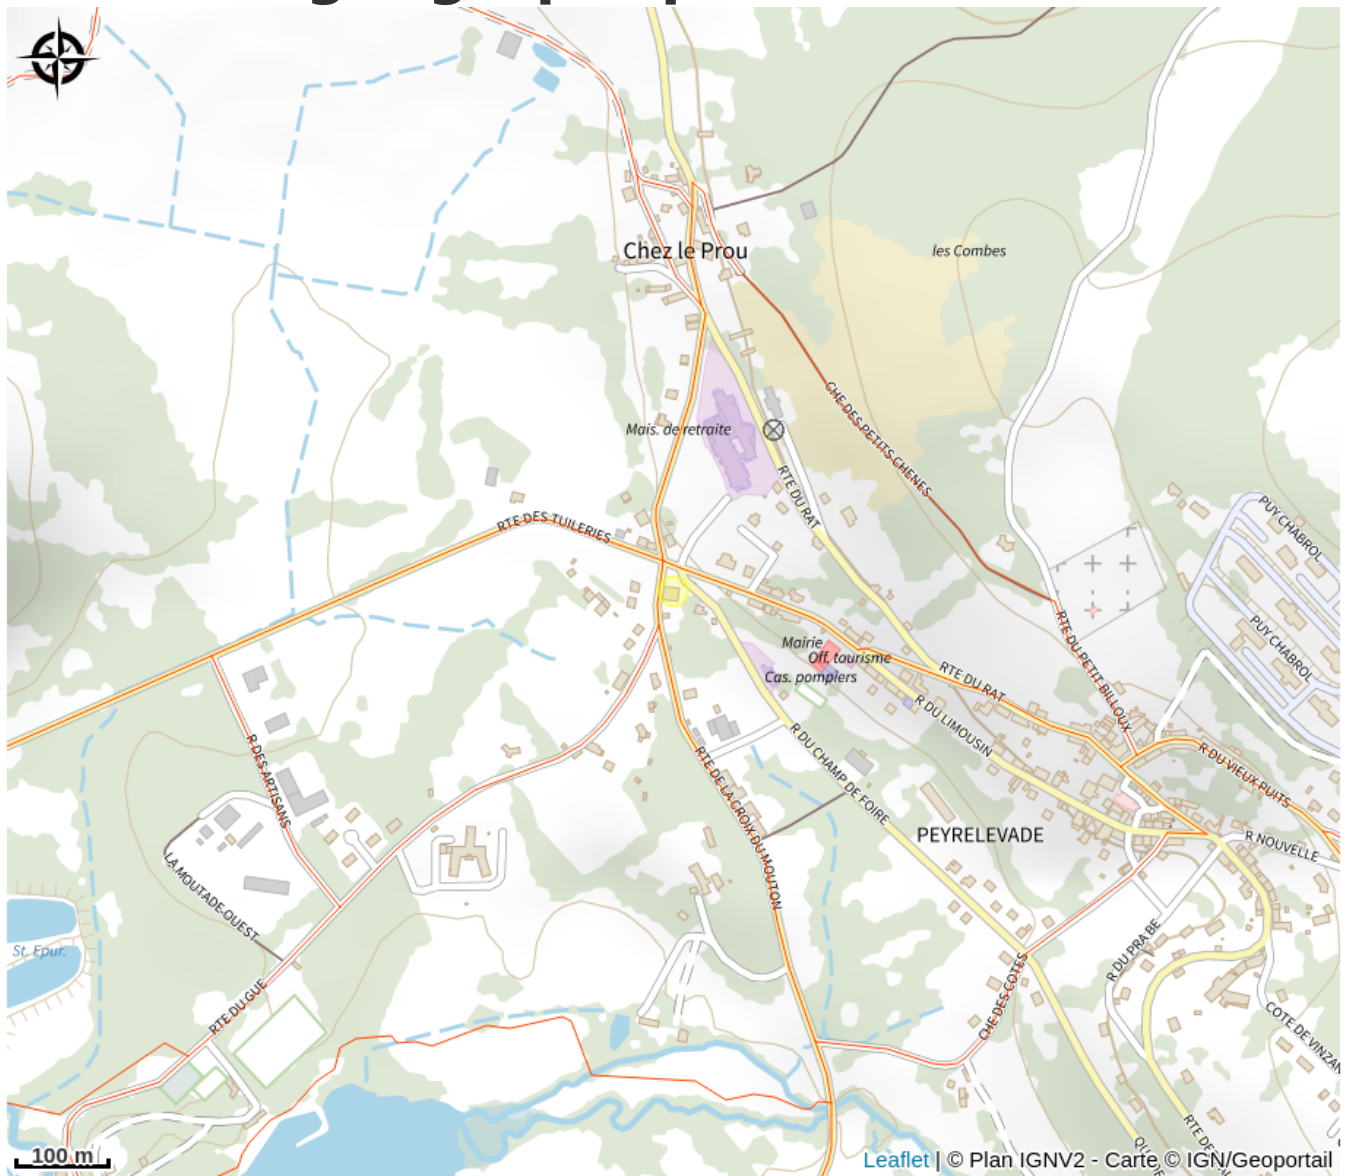 Chez le Prou
les Combes
CHE DES PETITS CHENES
Mais. de retraite
RTE DU RAT
RTE DES TUILERIES
PUY CHABROL
PUY CHABROL
Mairie
Off. tourisme
Cas. pompiers
RTE DU PETIT BILLOUX
RTE DU RAT
R DU LIMOUSIN
R DES ARTISANS
RTE DE LA CROIX DU MOUTON
R DU CHAMP DE FOIRE
R DU VIEUX PUITS
PEYRELEVADE
R NOUVELLE
LA MOUTADE-OUEST
St. Epur.
RTE DU GUE
R DU PRA BE
CHE DES COTES
COTE DE VINZA
RTE DE
100 m
Leaflet | © Plan IGNV2 - Carte © IGN/Geoportail